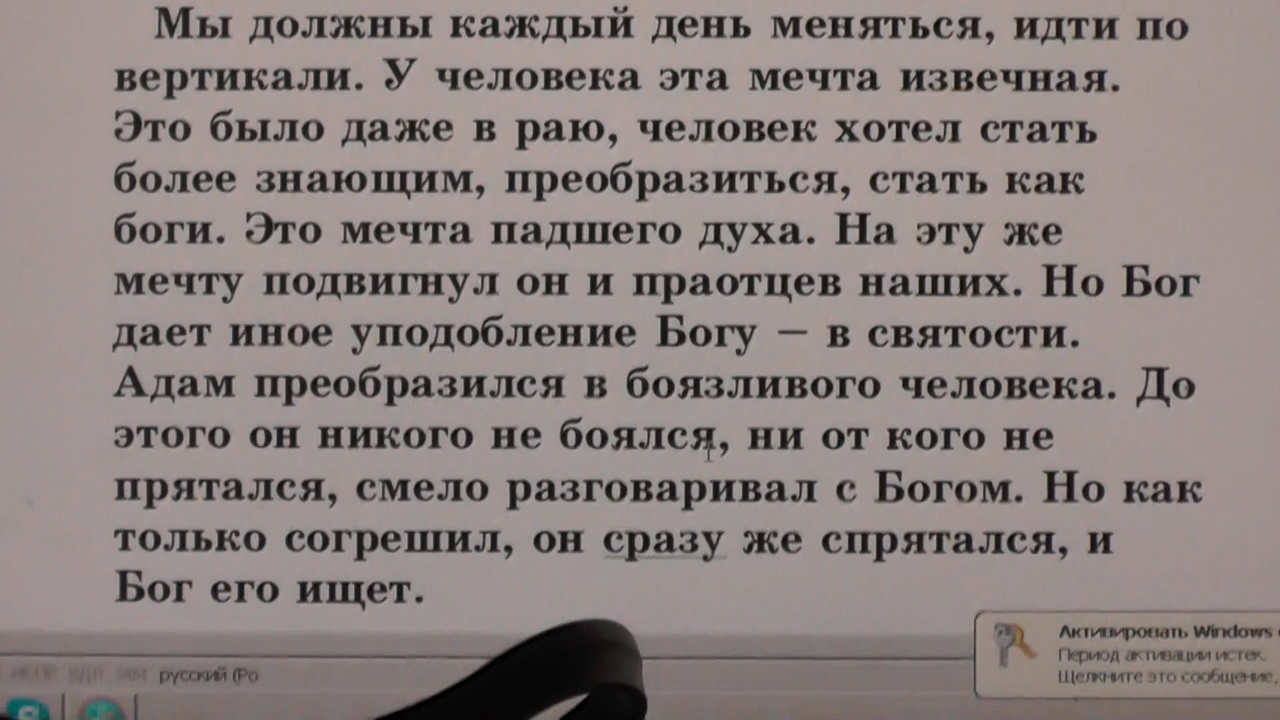 Мы должны каждый день меняться, идти по
вертикали. У человека эта мечта извечная.
Это было даже в раю, человек хотел стать
более знающим, преобразиться, стать как
боги. Это мечта падшего духа. На эту же
мечту подвигнул он и праотцев наших. Но Бог
дает иное уподобление Богу — в святости.
Адам преобразился в боязливого человека. До
этого он никого не боялся, ни от кого не
прятался, смело разговаривал с Богом. Но как
только согрешил, он сразу же спрятался, и
Бог его ищет.
Активировать Windows
Период активации истек.
Щелкните это сообщение,
русский (Ро